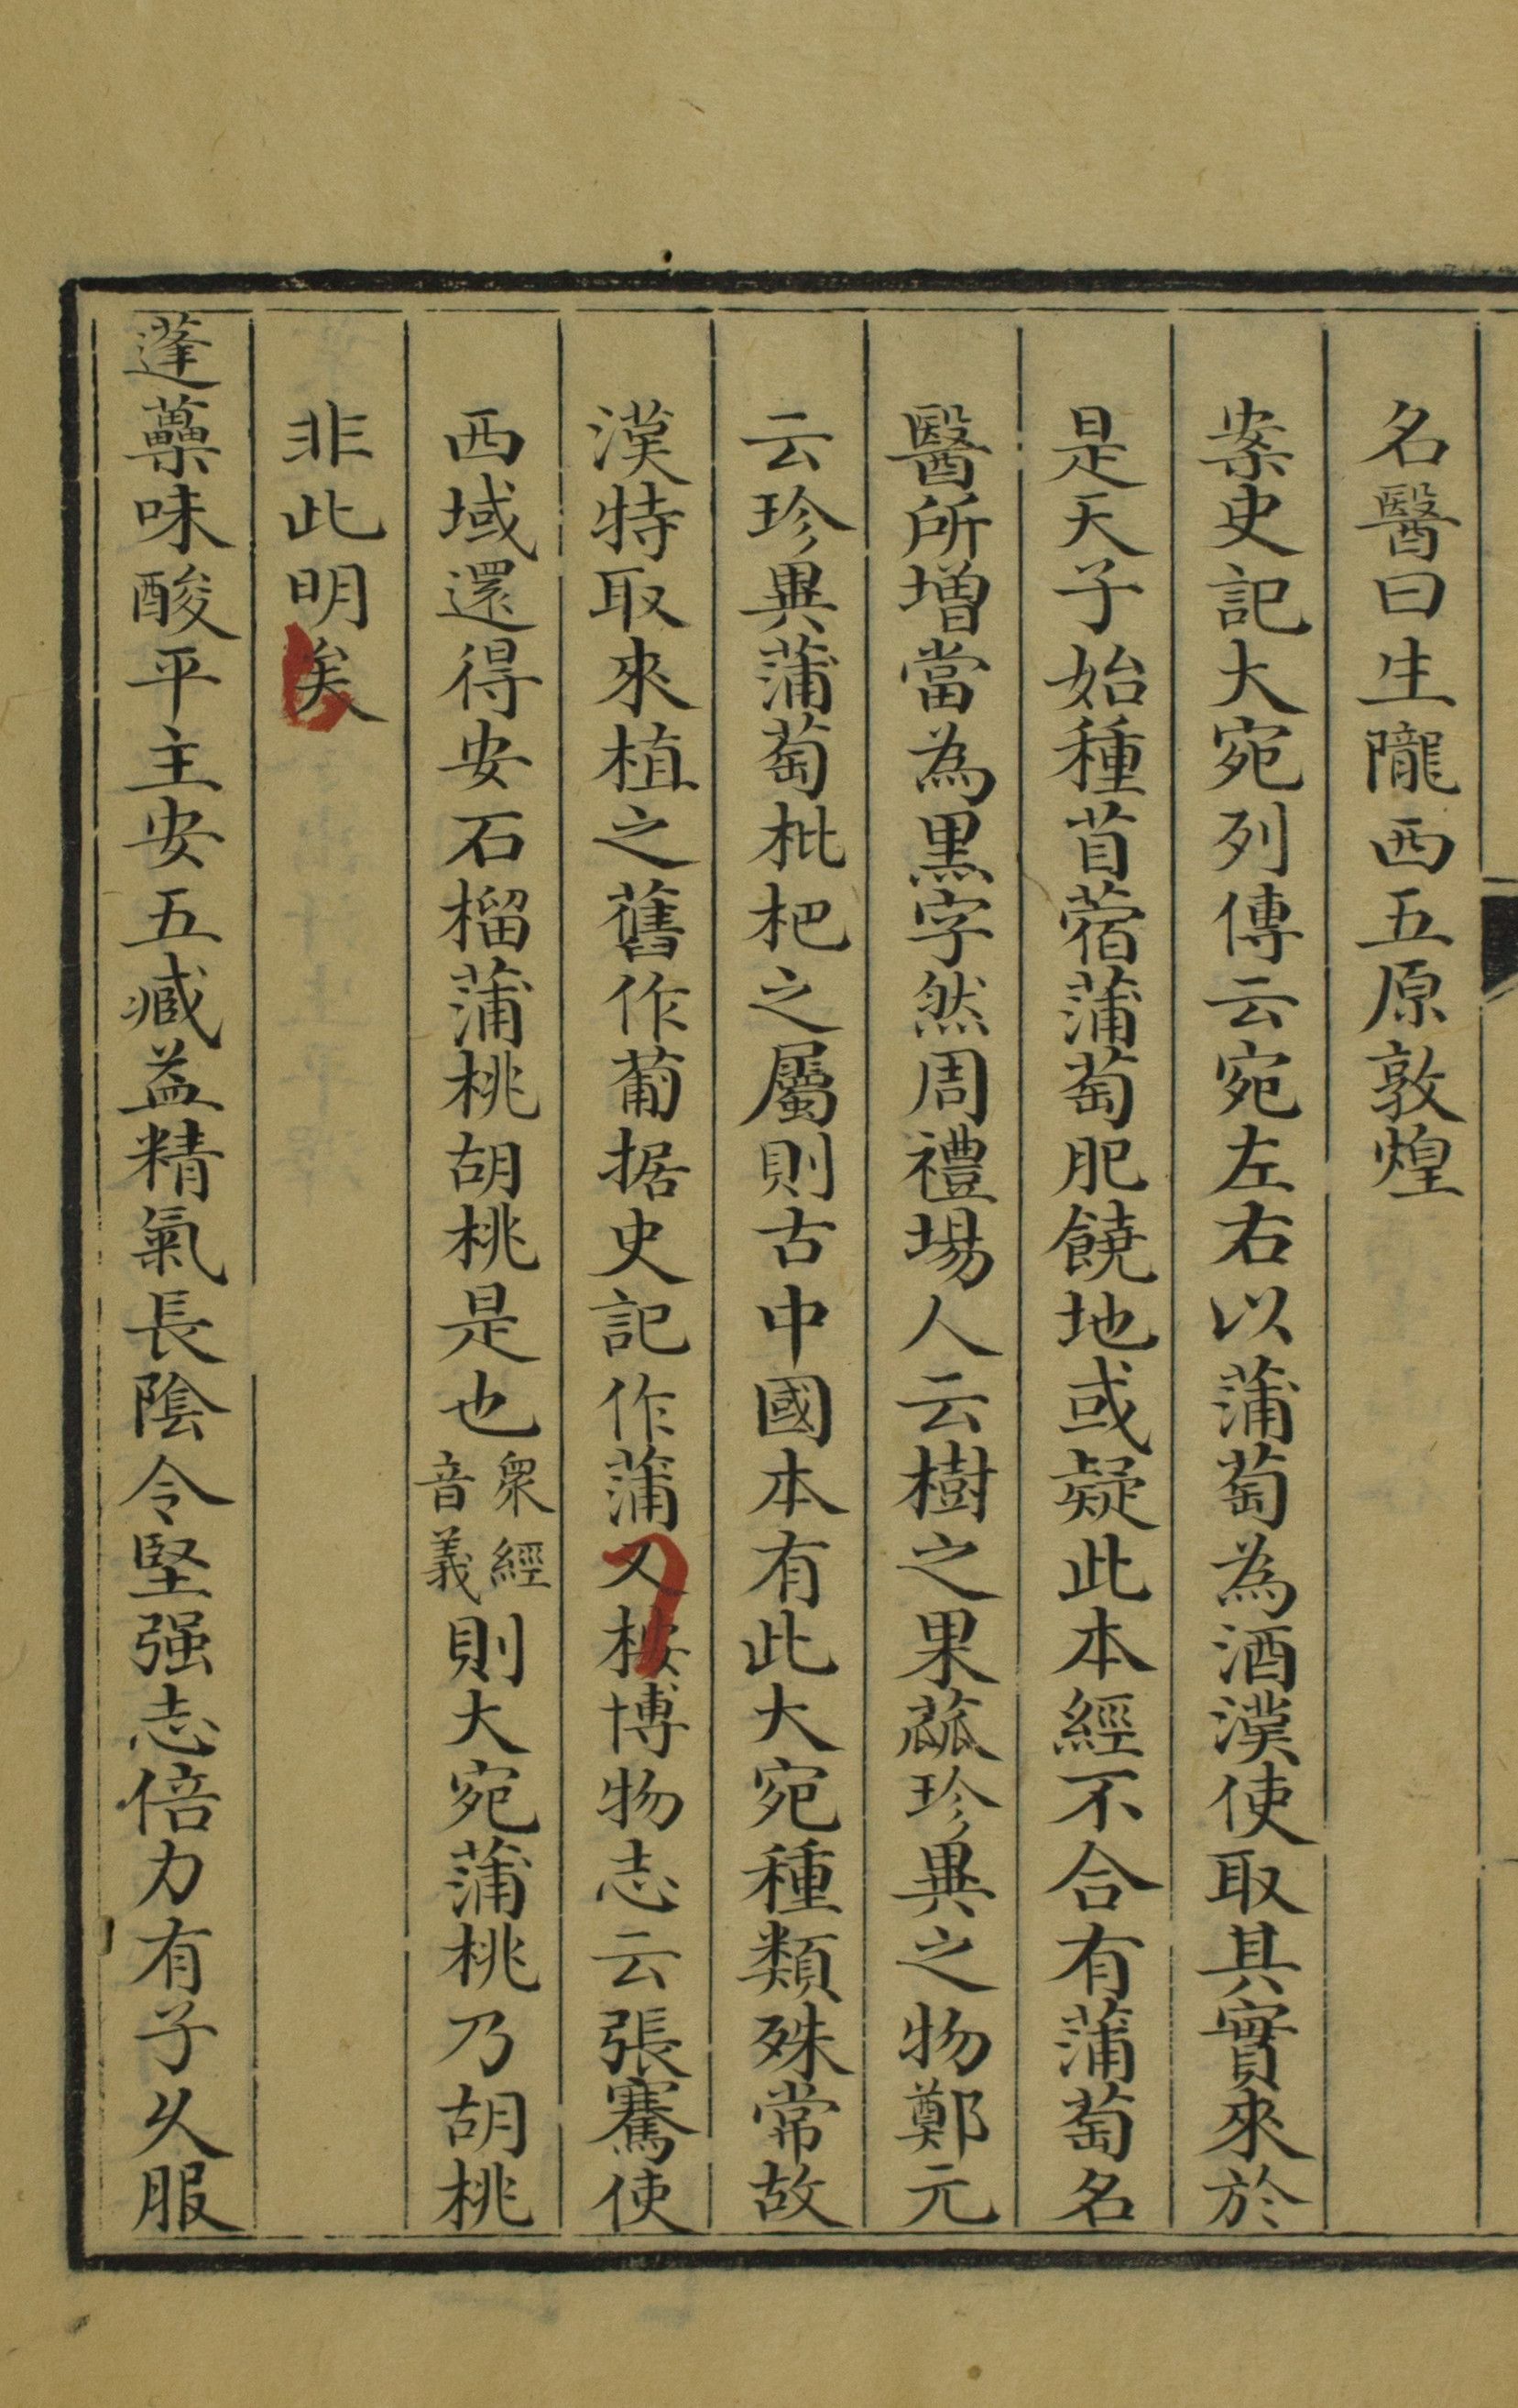 名醫曰生隴西五原敦煌
案史記大宛列傳云宛左右以蒲萄為酒漢使取其實來於
是天子始種苜蓿蒲萄肥饒地或疑此本經不合有蒲萄名
醫所增當為黑字然周禮場人云樹之果蓏珍異之物鄭元
云珍異蒲萄枇杷之屬則古中國本有此大宛種類殊常故
漢特取來植之舊作葡据史記作蒲又按博物志云張騫使
西域還得安石榴蒲桃胡桃是也眾經音義則大宛蒲桃乃胡桃
非此明矣
蓬蘽味酸平主安五臧益精氣長陰令堅强志倍力有子久服